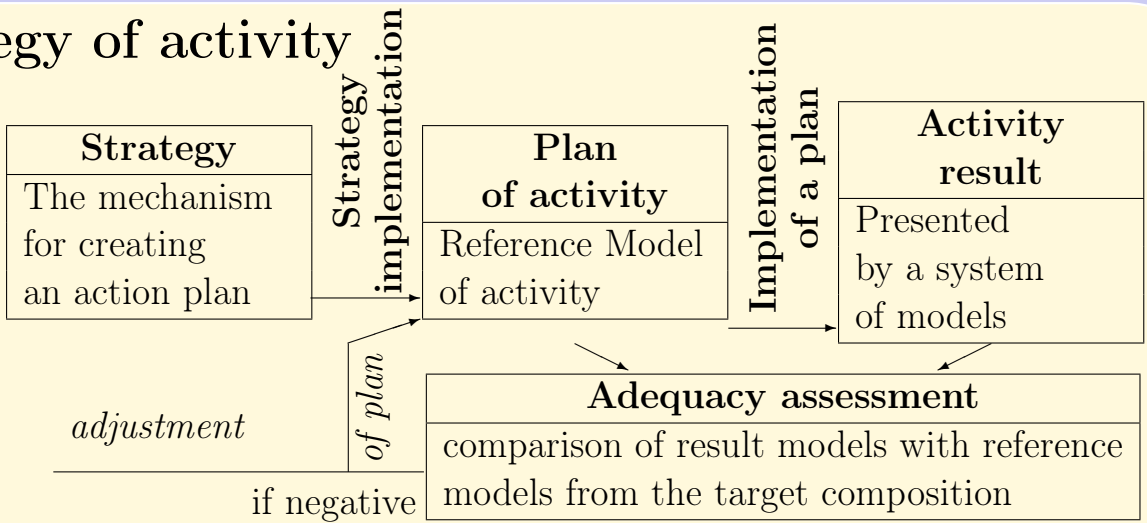 egy of activity
Strategy
The mechanism
for creating
an action plan
Strategy
implementation
Plan
of activity
Reference Model
of activity
Implementation
of a plan
Activity
result
Presented
by a system
of models
adjustment
of plan
if negative
Adequacy assessment
comparison of result models with reference
models from the target composition